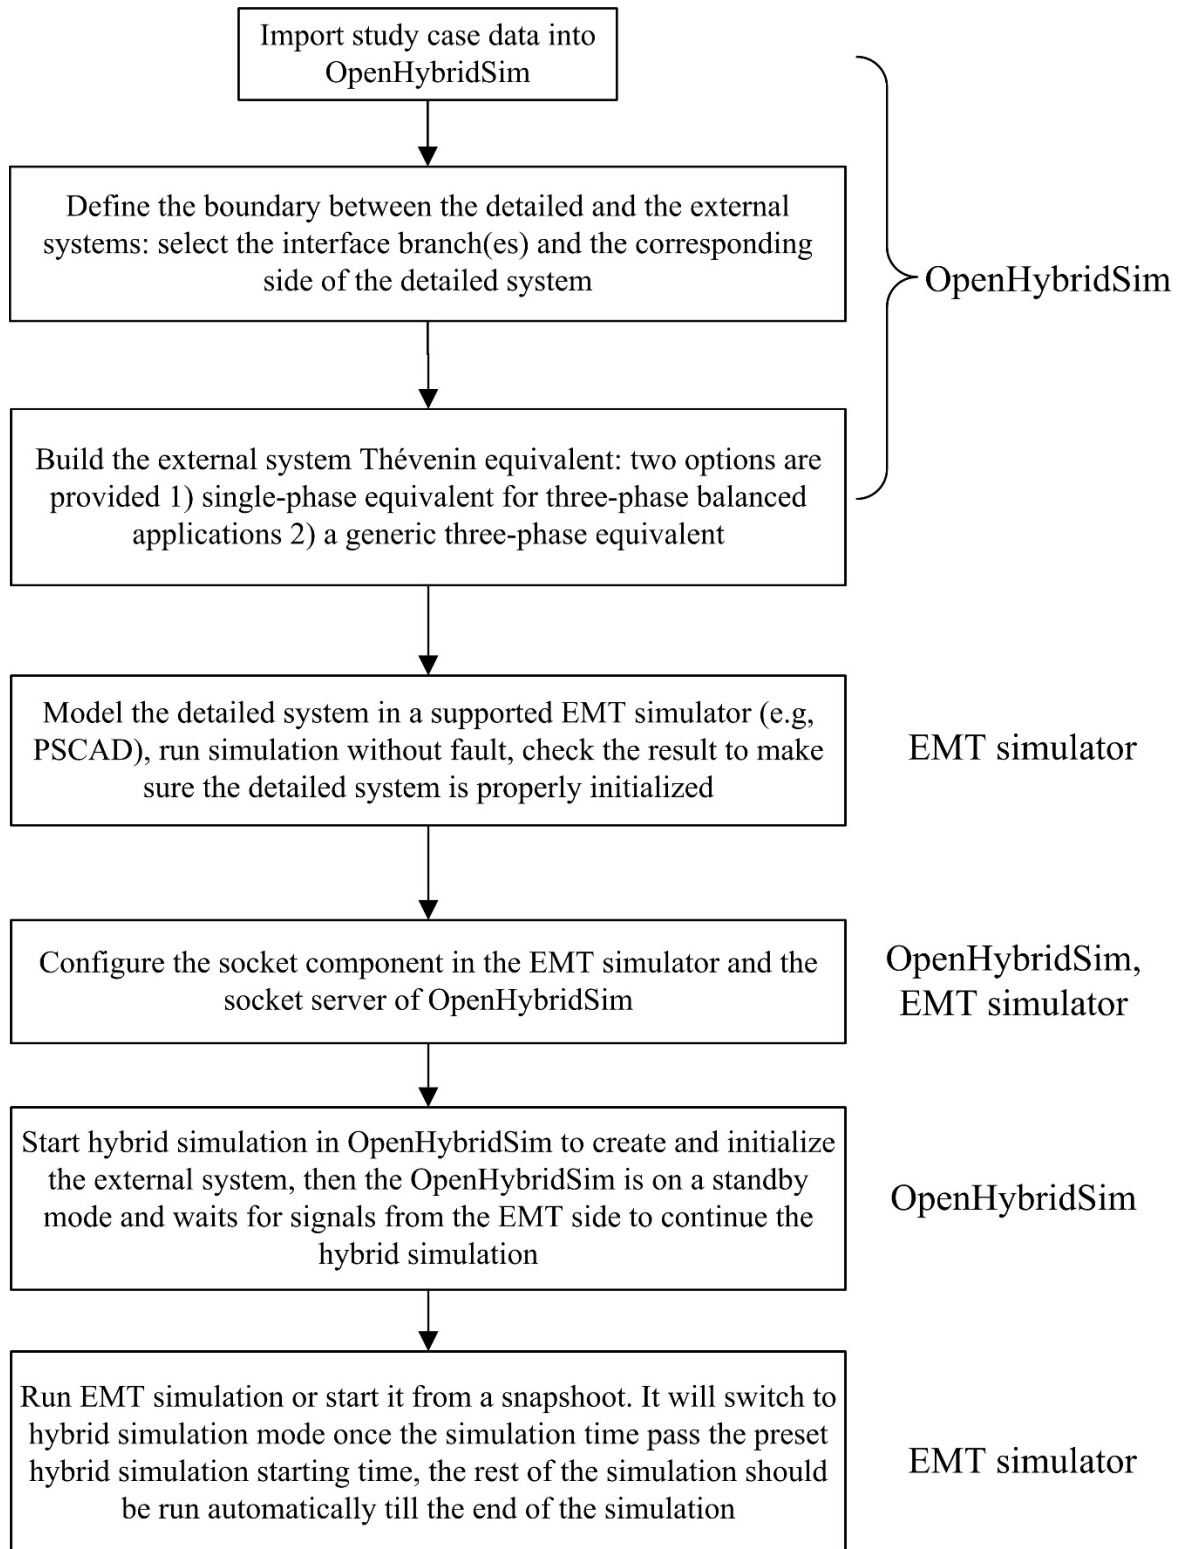 Import study case data into
OpenHybridSim
Define the boundary between the detailed and the external
systems: select the interface branch(es) and the corresponding
side of the detailed system
OpenHybridSim
Build the external system Thévenin equivalent: two options are
provided 1) single-phase equivalent for three-phase balanced
applications 2) a generic three-phase equivalent
Model the detailed system in a supported EMT simulator (e.g,
PSCAD), run simulation without fault, check the result to make
sure the detailed system is properly initialized
EMT simulator
Configure the socket component in the EMT simulator and the
socket server of OpenHybridSim
OpenHybridSim,
EMT simulator
Start hybrid simulation in OpenHybridSim to create and initialize
the external system, then the OpenHybridSim is on a standby
mode and waits for signals from the EMT side to continue the
hybrid simulation
OpenHybridSim
Run EMT simulation or start it from a snapshoot. It will switch to
hybrid simulation mode once the simulation time pass the preset
hybrid simulation starting time, the rest of the simulation should
be run automatically till the end of the simulation
EMT simulator